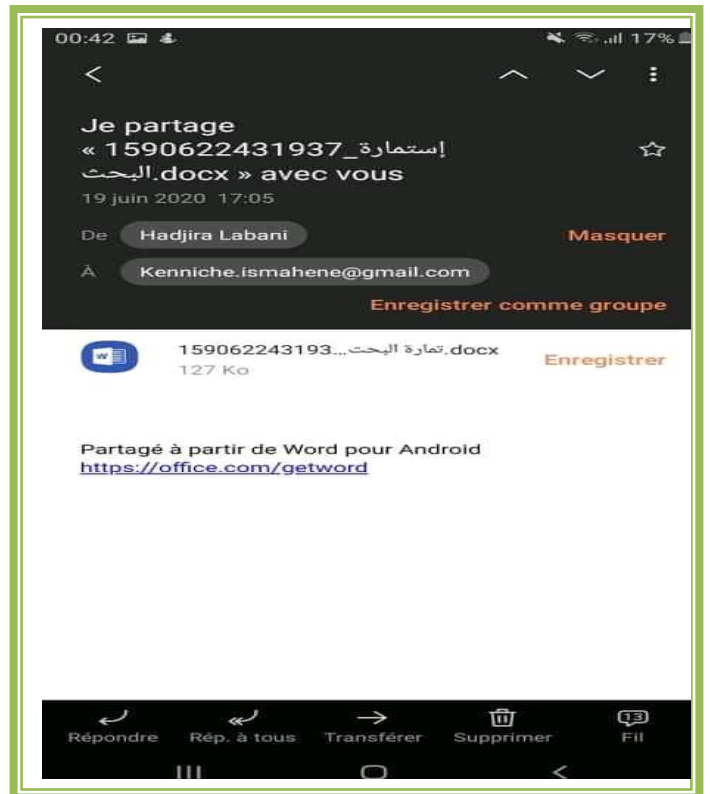 00:42 17%
Je partage
« 1590622431937_إستمارة
البحث.docx » avec vous
19 juin 2020 17:05
De Hadjira Labani Masquer
À Kenniche.ismahene@gmail.com
Enregistrer comme groupe
159062243193...تمارة البحث.docx
127 Ko
Enregistrer
Partagé à partir de Word pour Android
https://office.com/getword
Répondre Rép. à tous Transférer Supprimer 13 Fil